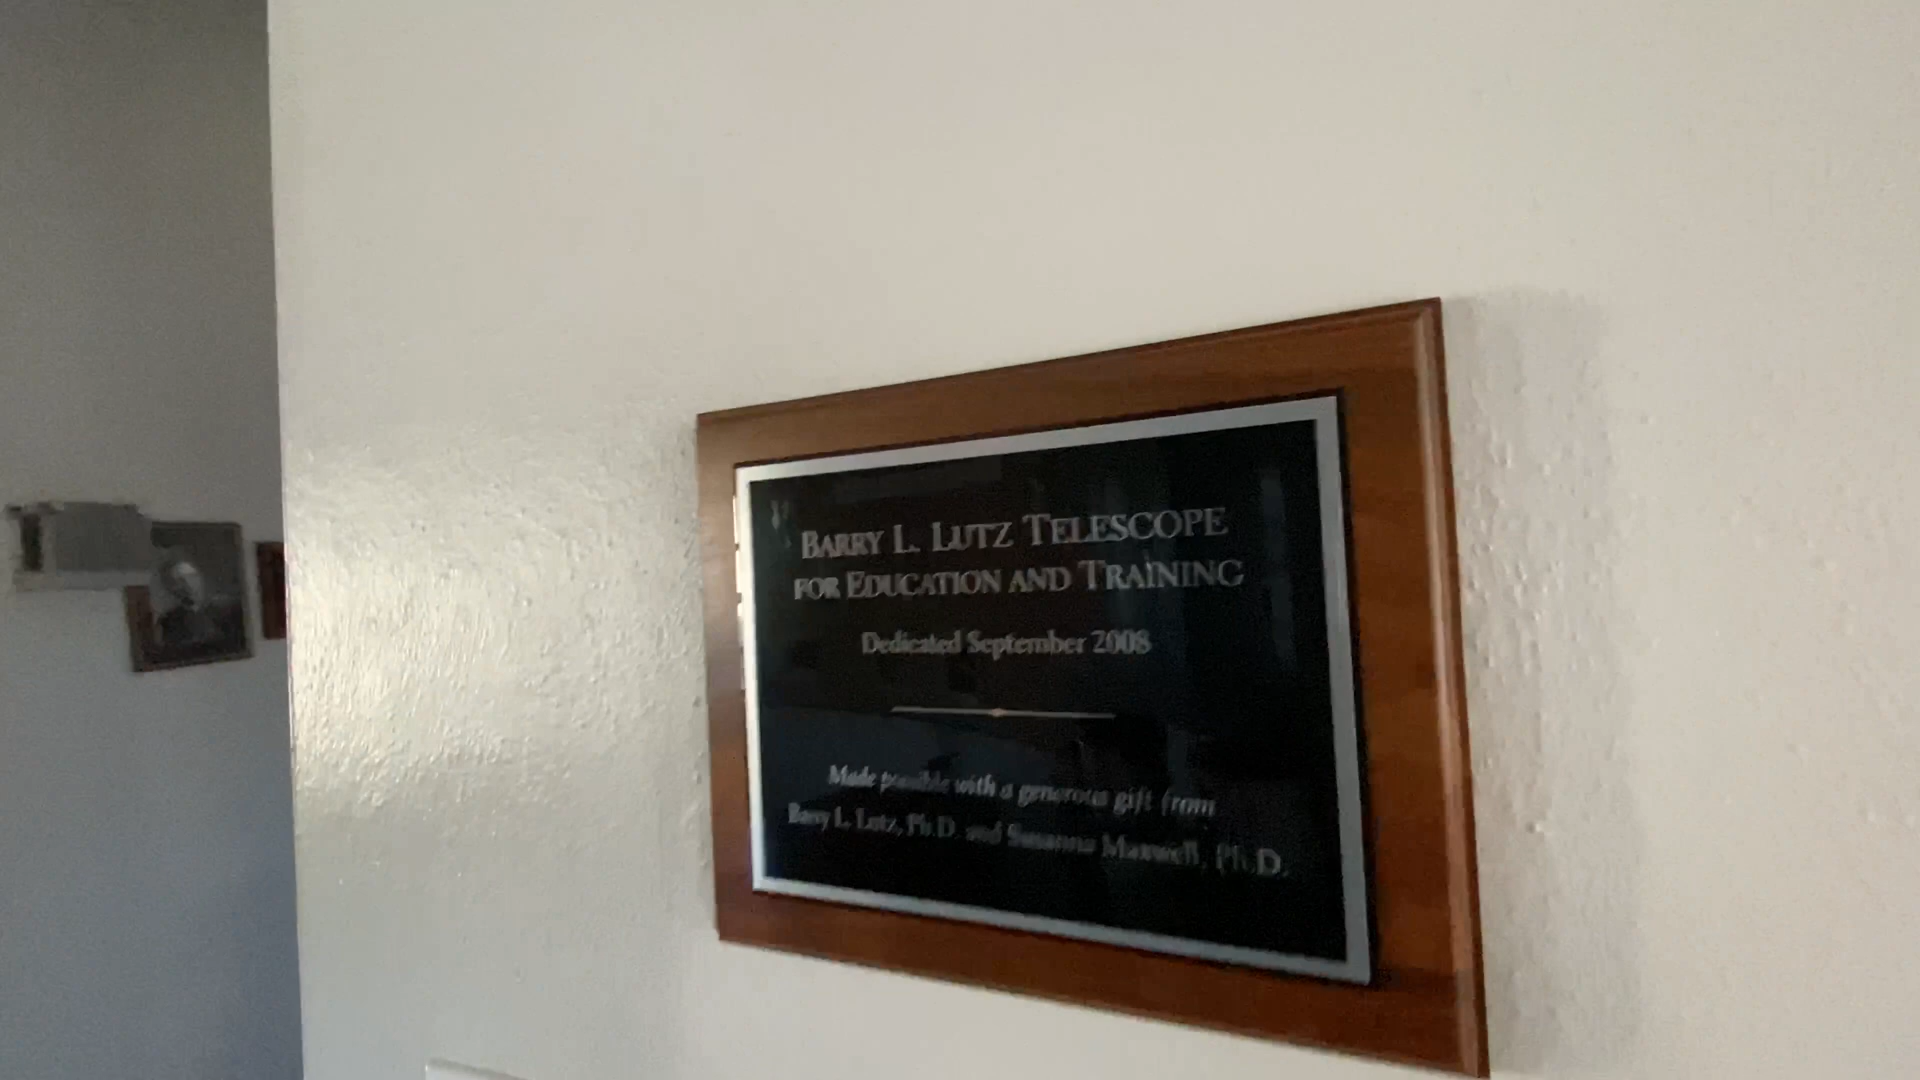 BARRY L. LUTZ TELESCOPE
FOR EDUCATION AND TRAINING
Dedicated September 2008
Made possible with a generous gift from
Barry L. Lutz, Ph.D. and Susanna Maxwell, Ph.D.